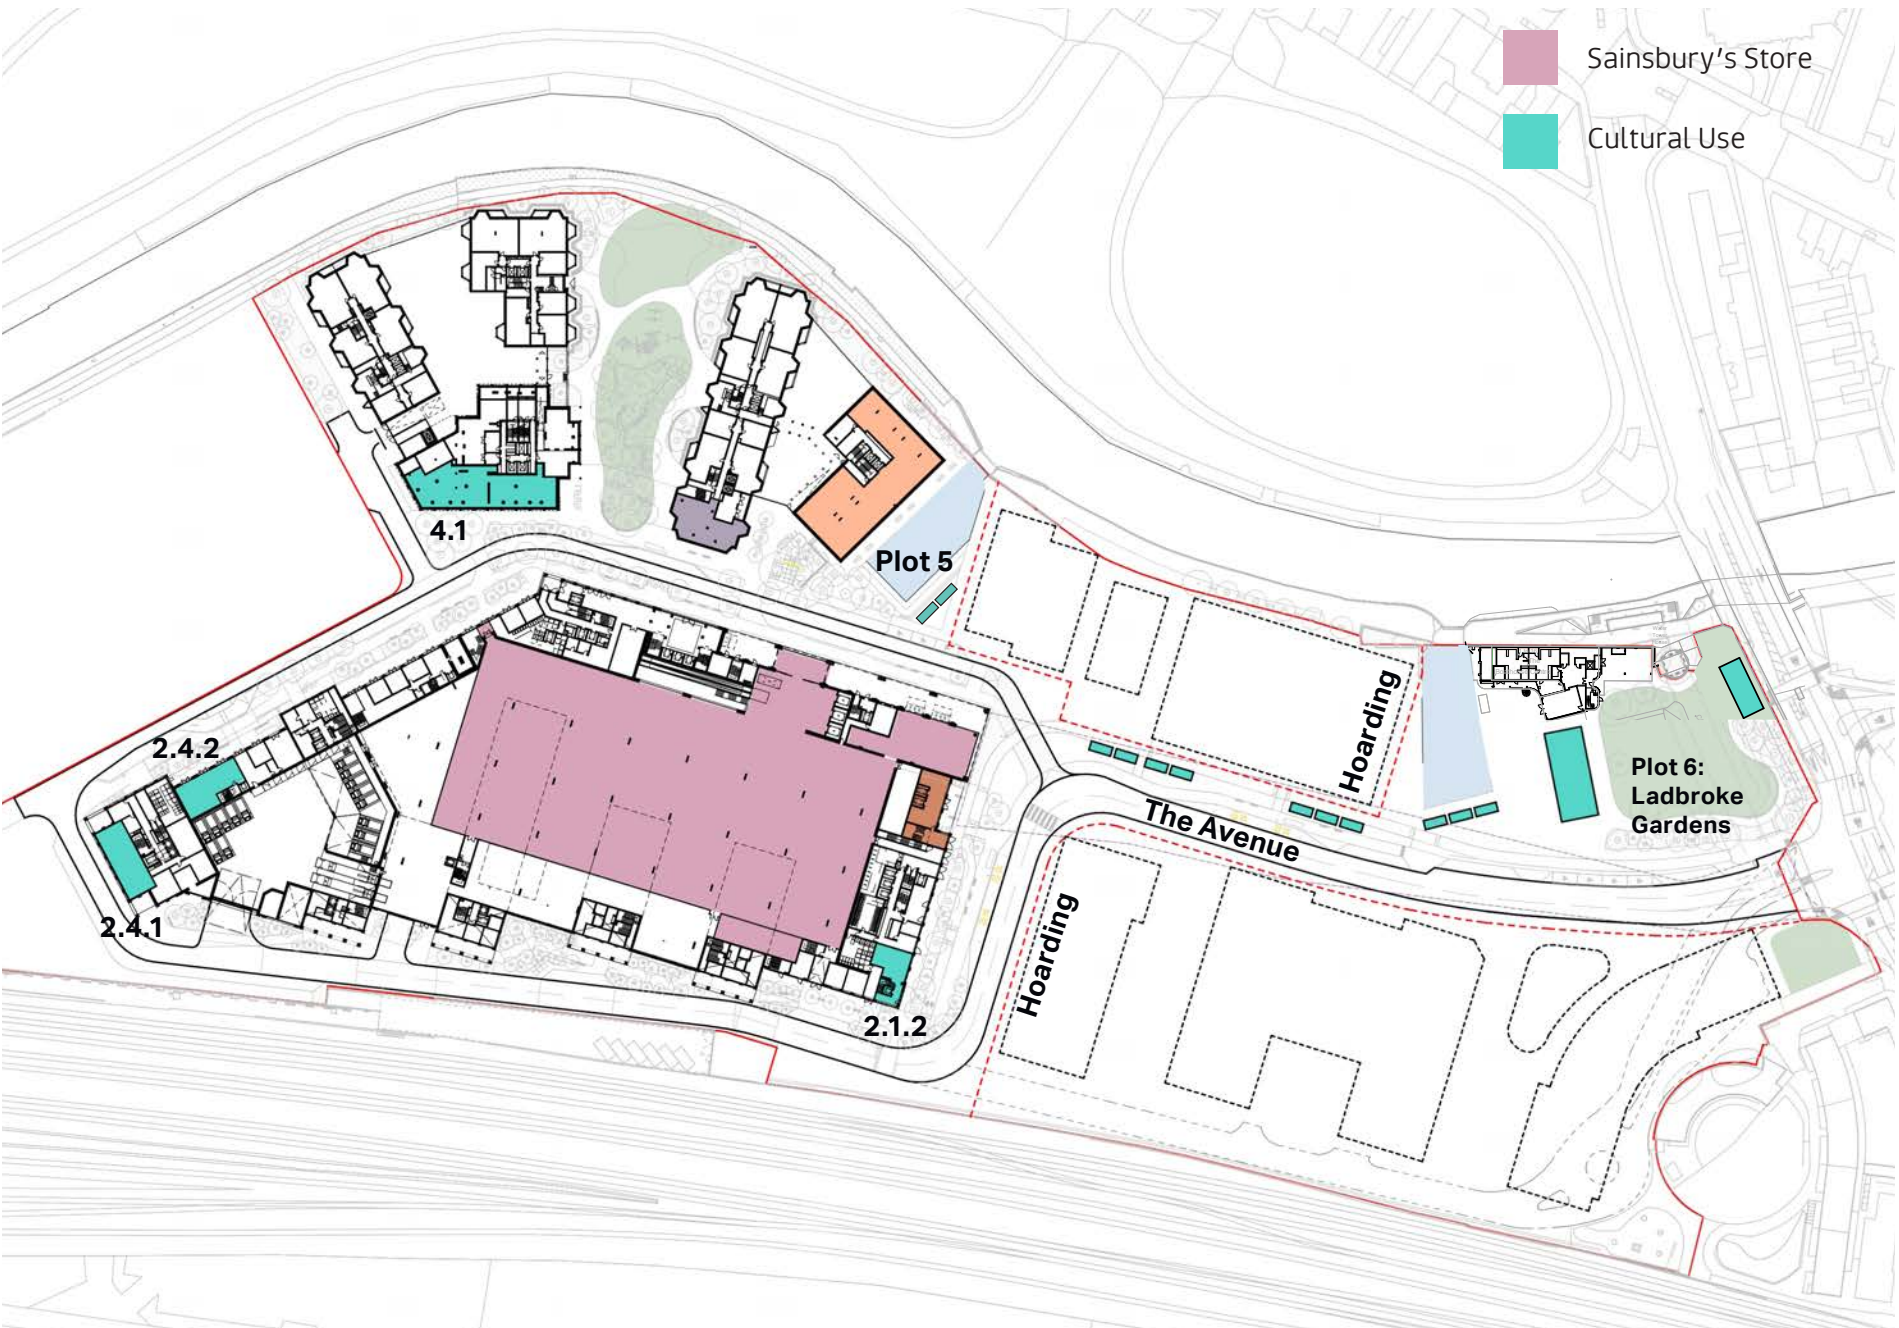 Sainsbury's Store
Cultural Use
4.1
Plot 5
2.4.2
Hoarding
Plot 6:
Ladbroke
Gardens
The Avenue
2.4.1
Hoarding
2.1.2